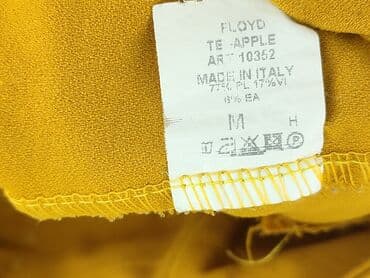 FLOYD
TE-APPLE
ART 10352
MADE IN ITALY
77% PL 17%VI
6% EA
M
H
P